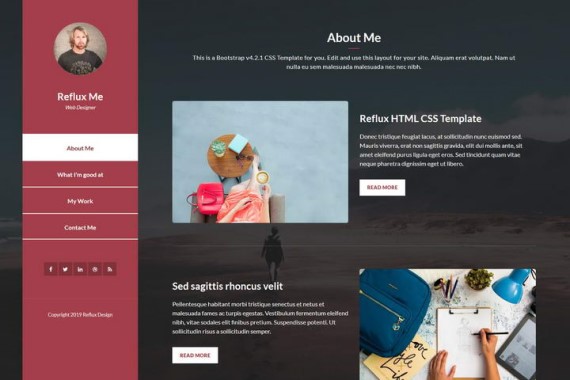 Reflux Me
Web Designer
About Me
What I'm good at
My Work
Contact Me
Copyright 2019 Reflux Design
About Me
This is a Bootstrap v4.2.1 CSS Template for you. Edit and use this layout for your site. Aliquam erat volutpat. Nam ut
nulla eu sem malesuada malesuada nec nec nibh.
Reflux HTML CSS Template
Donec tristique feugiat lacus, at sollicitudin nunc euismod sed.
Mauris viverra, erat non sagittis gravida, elit dui mollis ante, sit
amet eleifend purus ligula eget eros. Sed tincidunt quam vitae
neque pharetra dignissim eget ut libero.
READ MORE
Sed sagittis rhoncus velit
Pellentesque habitant morbi tristique senectus et netus et
malesuada fames ac turpis egestas. Vestibulum fermentum eleifend
nibh, vitae sodales elit finibus pretium. Suspendisse potenti. Ut
sollicitudin risus a sollicitudin semper.
READ MORE